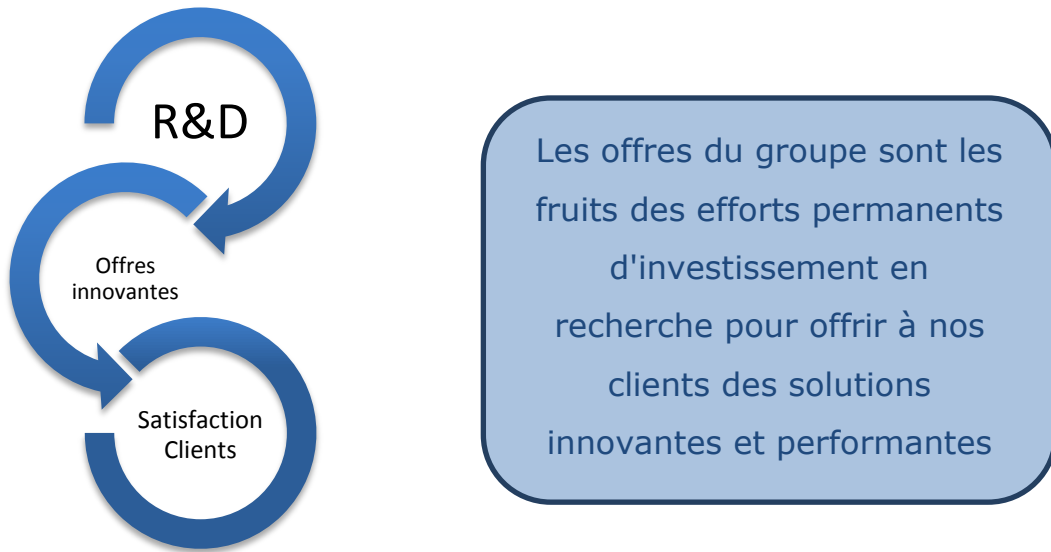 R&D
Offres
innovantes
Satisfaction
Clients
Les offres du groupe sont les
fruits des efforts permanents
d'investissement en
recherche pour offrir à nos
clients des solutions
innovantes et performantes